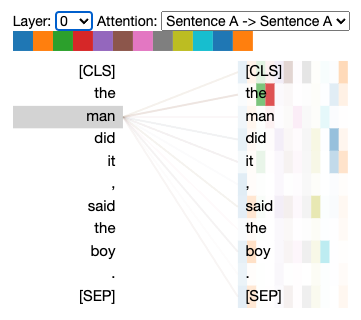 Layer: 0 Attention: Sentence A -> Sentence A
[CLS] [CLS]
the the
man man
did did
it it
, ,
said said
the the
boy boy
. .
[SEP] [SEP]